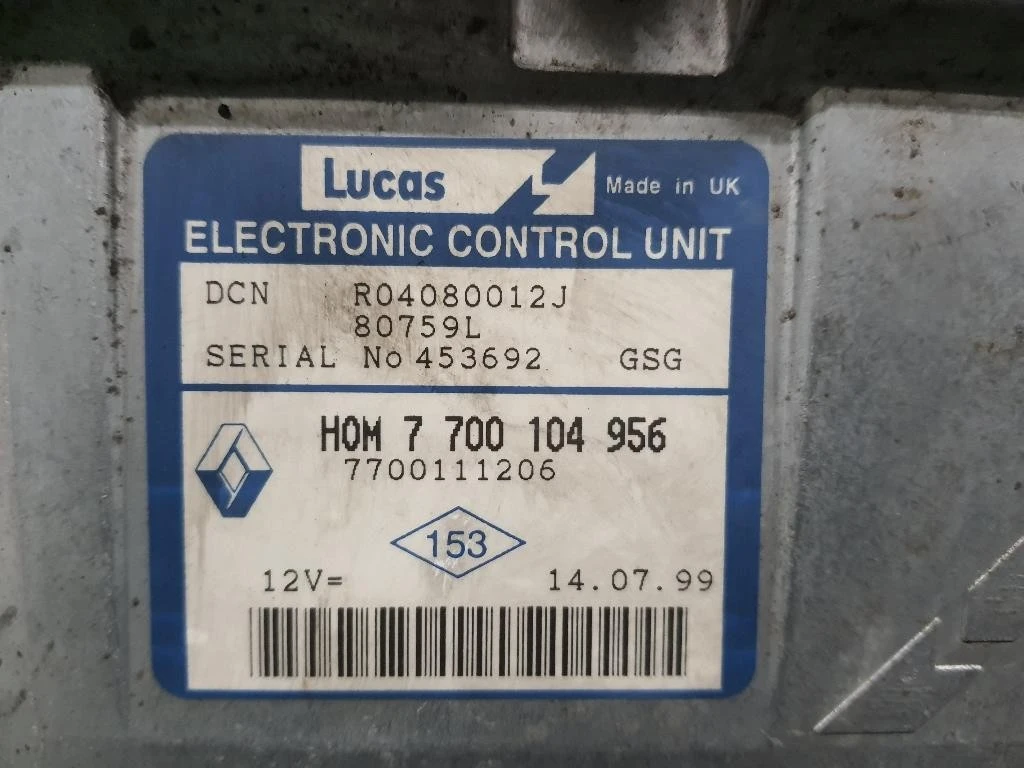 Lucas Made in UK
ELECTRONIC CONTROL UNIT
DCN R04080012J
80759L
SERIAL No 453692 GSG
HOM 7 700 104 956
7700111206
153
12V=
14.07.99